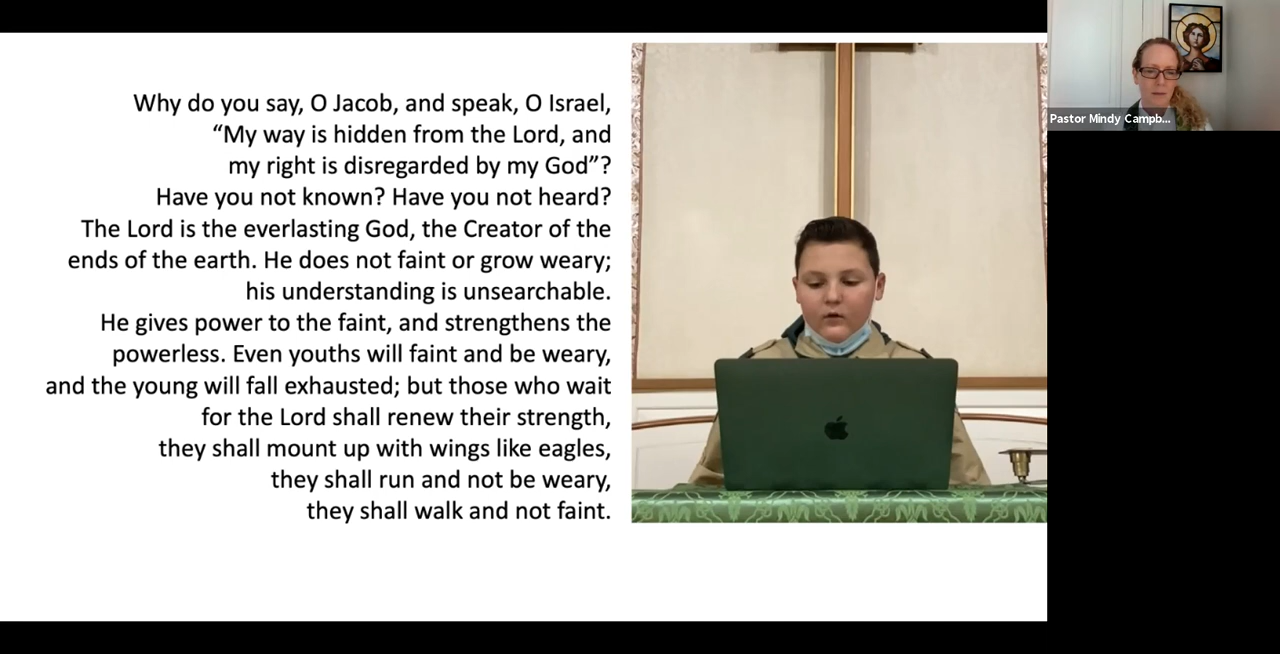 Why do you say, O Jacob, and speak, O Israel,
“My way is hidden from the Lord, and
my right is disregarded by my God”?
Have you not known? Have you not heard?
The Lord is the everlasting God, the Creator of the
ends of the earth. He does not faint or grow weary;
his understanding is unsearchable.
He gives power to the faint, and strengthens the
powerless. Even youths will faint and be weary,
and the young will fall exhausted; but those who wait
for the Lord shall renew their strength,
they shall mount up with wings like eagles,
they shall run and not be weary,
they shall walk and not faint.
Pastor Mindy Campb...